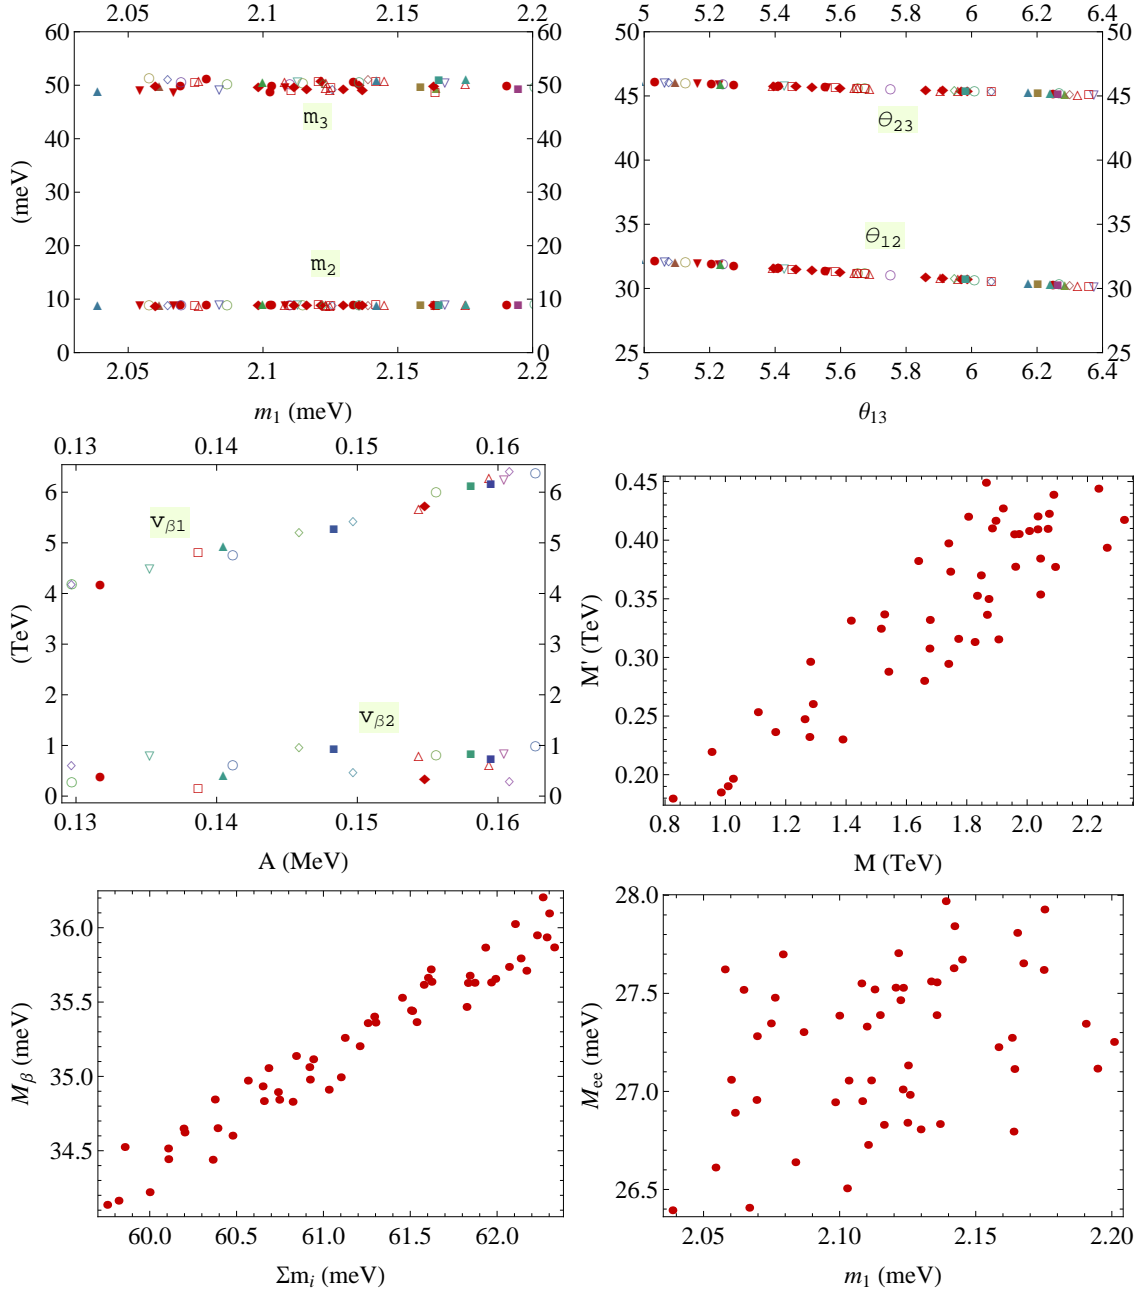 2.05 2.1 2.15 2.2
60 60
50 50
m3
40 40
(meV)
30 30
20 20
m2
10 10
0 0
2.05 2.1 2.15 2.2
m1 (meV)
5 5.2 5.4 5.6 5.8 6 6.2 6.4
50 50
45 45
θ23
40 40
35 35
θ12
30 30
25 25
5 5.2 5.4 5.6 5.8 6 6.2 6.4
θ13
0.13 0.14 0.15 0.16
6
vβ1
5
4
(TeV)
3
2
vβ2
1
0
0.13 0.14 0.15 0.16
A (MeV)
0.45
0.40
0.35
M' (TeV)
0.30
0.25
0.20
0.8 1.0 1.2 1.4 1.6 1.8 2.0 2.2
M (TeV)
36.0
35.5
Mβ (meV)
35.0
34.5
60.0 60.5 61.0 61.5 62.0
Σmi (meV)
28.0
27.5
Mee (meV)
27.0
26.5
2.05 2.10 2.15 2.20
m1 (meV)